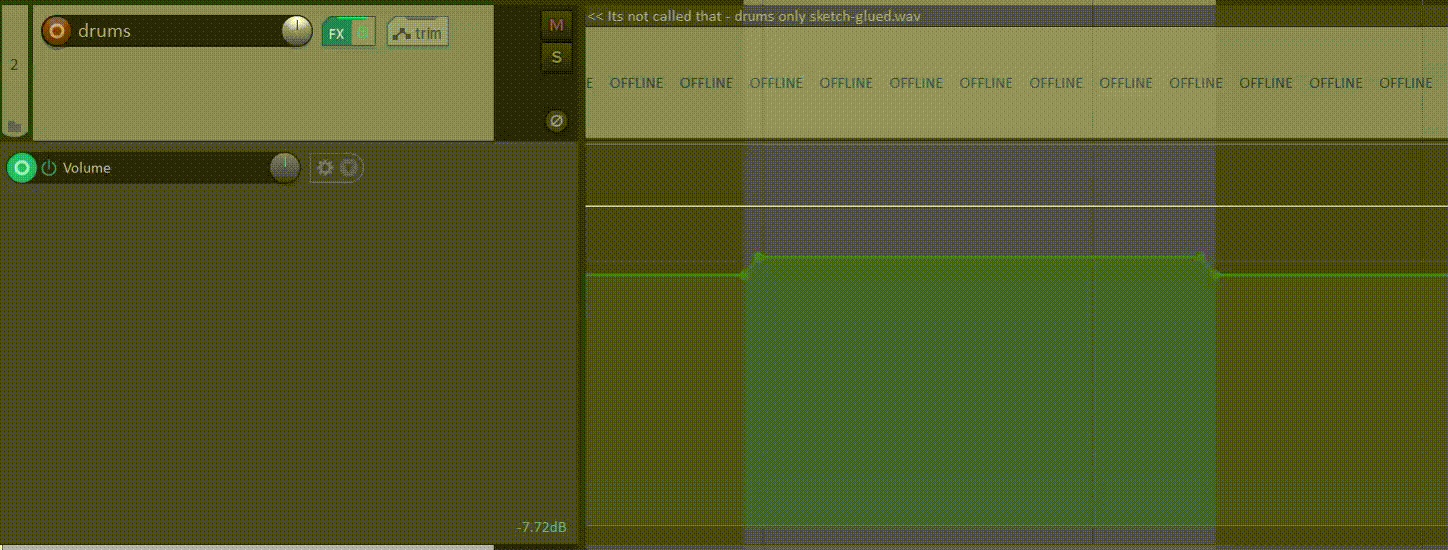 << Its not called that - drums only sketch-glued.wav
drums
FX
trim
M
S
2
OFFLINE OFFLINE OFFLINE OFFLINE OFFLINE OFFLINE OFFLINE OFFLINE OFFLINE OFFLINE OFFLINE OFFLINE
Volume
-7.72dB